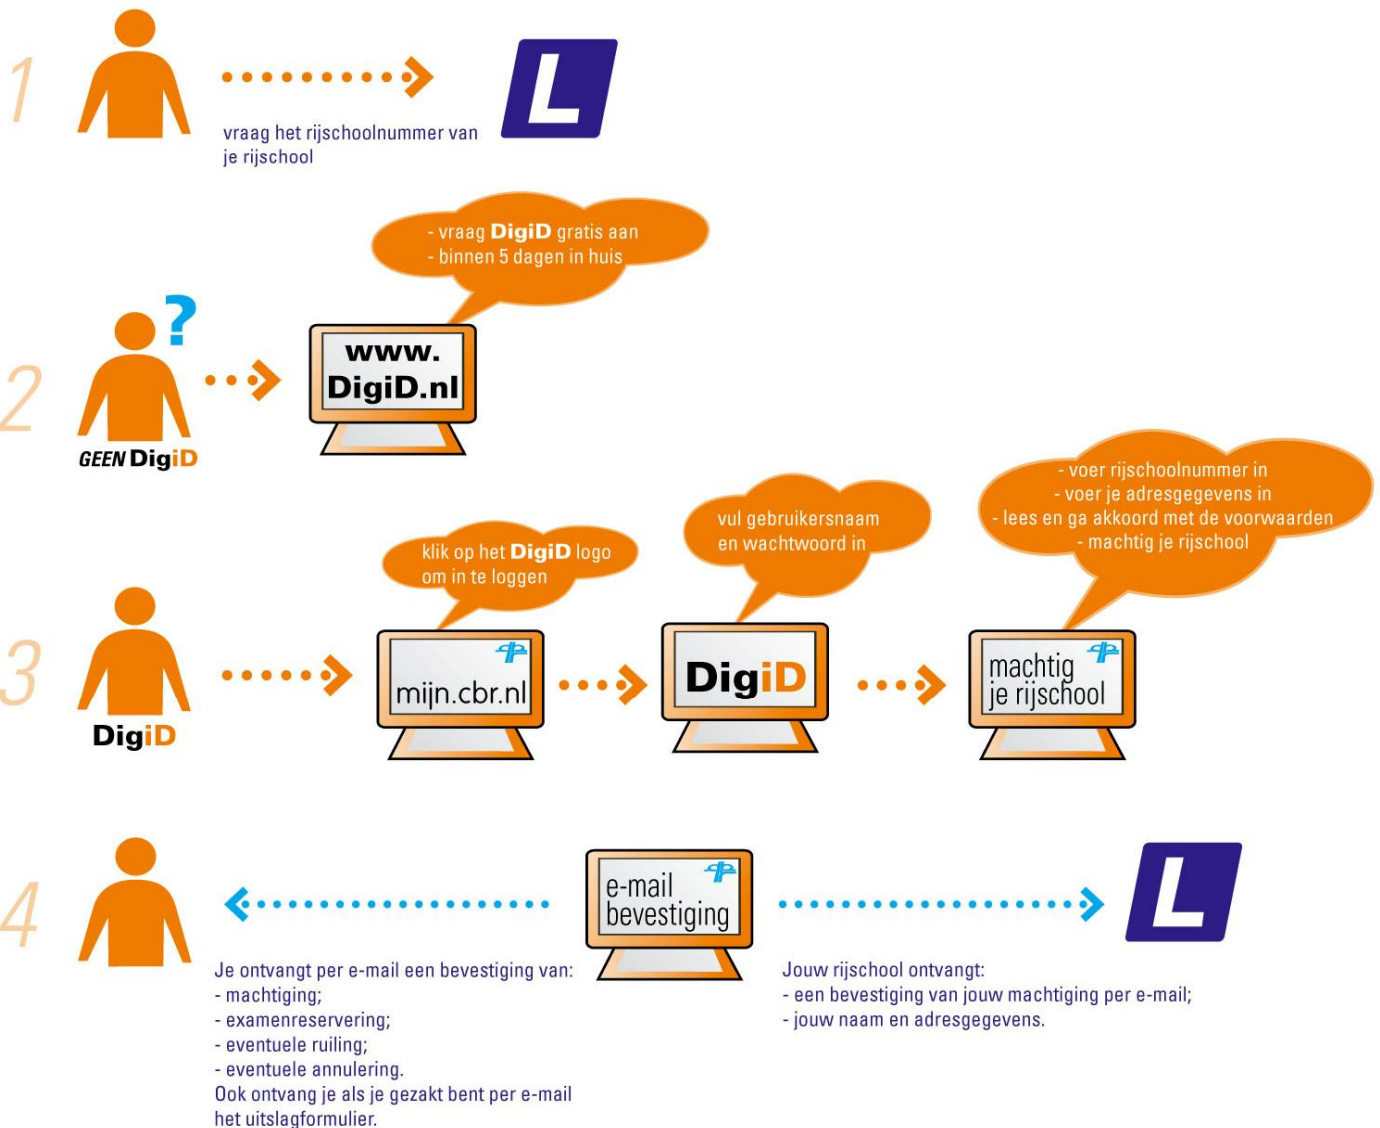 1
L
vraag het rijschoolnummer van
je rijschool
- vraag DigiD gratis aan
- binnen 5 dagen in huis
2
?
www.
DigiD.nl
GEEN DigiD
3
klik op het DigiD logo
om in te loggen
vul gebruikersnaam
en wachtwoord in
- voer rijschoolnummer in
- voer je adresgegevens in
- lees en ga akkoord met de voorwaarden
- machtig je rijschool
DigiD
mijn.cbr.nl
DigiD
machtig
je rijschool
4
e-mail
bevestiging
L
Je ontvangt per e-mail een bevestiging van:
- machtiging;
- examenreservering;
- eventuele ruiling;
- eventuele annulering.
Ook ontvang je als je gezakt bent per e-mail
het uitslagformulier.
Jouw rijschool ontvangt:
- een bevestiging van jouw machtiging per e-mail;
- jouw naam en adresgegevens.